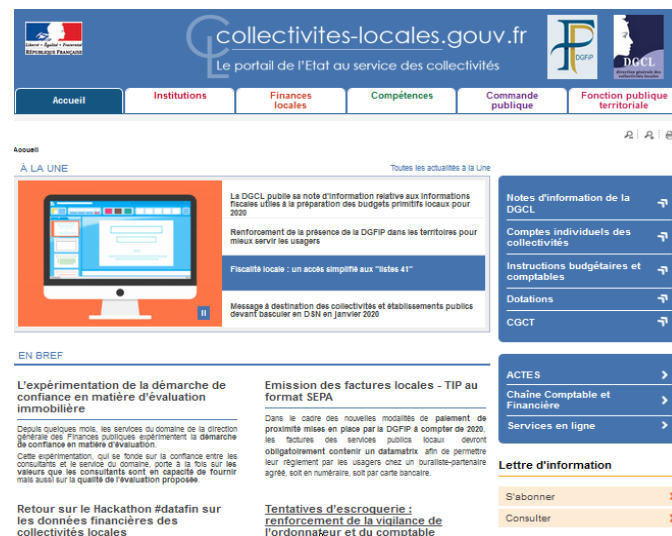 Liberté • Égalité • Fraternité
RÉPUBLIQUE FRANÇAISE
collectivites-locales.gouv.fr
Le portail de l'Etat au service des collectivités
DGFiP
DGCL
direction générale des
collectivités locales
Accueil
Institutions
Finances
locales
Compétences
Commande
publique
Fonction publique
territoriale
Accueil
À LA UNE
Toutes les actualités à la Une
La DGCL publie sa note d'information relative aux informations
fiscales utiles à la préparation des budgets primitifs locaux pour
2020
Renforcement de la présence de la DGFIP dans les territoires pour
mieux servir les usagers
Fiscalité locale : un accès simplifié aux "listes 41"
Message à destination des collectivités et établissements publics
devant basculer en DSN en janvier 2020
Notes d'information de la
DGCL
Comptes individuels des
collectivités
Instructions budgétaires et
comptables
Dotations
CGCT
EN BREF
L'expérimentation de la démarche de
confiance en matière d'évaluation
immobilière
Depuis quelques mois, les services du domaine de la direction
générale des Finances publiques expérimentent la démarche
de confiance en matière d'évaluation.
Cette expérimentation, qui se fonde sur la confiance entre les
consultants et le service du domaine, porte à la fois sur les
valeurs que les consultants sont en capacité de fournir
mais aussi sur la qualité de l'évaluation proposée.
Retour sur le Hackathon #datafin sur
les données financières des
collectivités locales
Emission des factures locales - TIP au
format SEPA
Dans le cadre des nouvelles modalités de paiement de
proximité mises en place par la DGFIP à compter de 2020,
les factures des services publics locaux devront
obligatoirement contenir un datamatrix afin de permettre
leur règlement par les usagers chez un buraliste-partenaire
agréé, soit en numéraire, soit par carte bancaire.
Tentatives d'escroquerie :
renforcement de la vigilance de
l'ordonnateur et du comptable
ACTES
Chaîne Comptable et
Financière
Services en ligne
Lettre d'information
S'abonner
Consulter